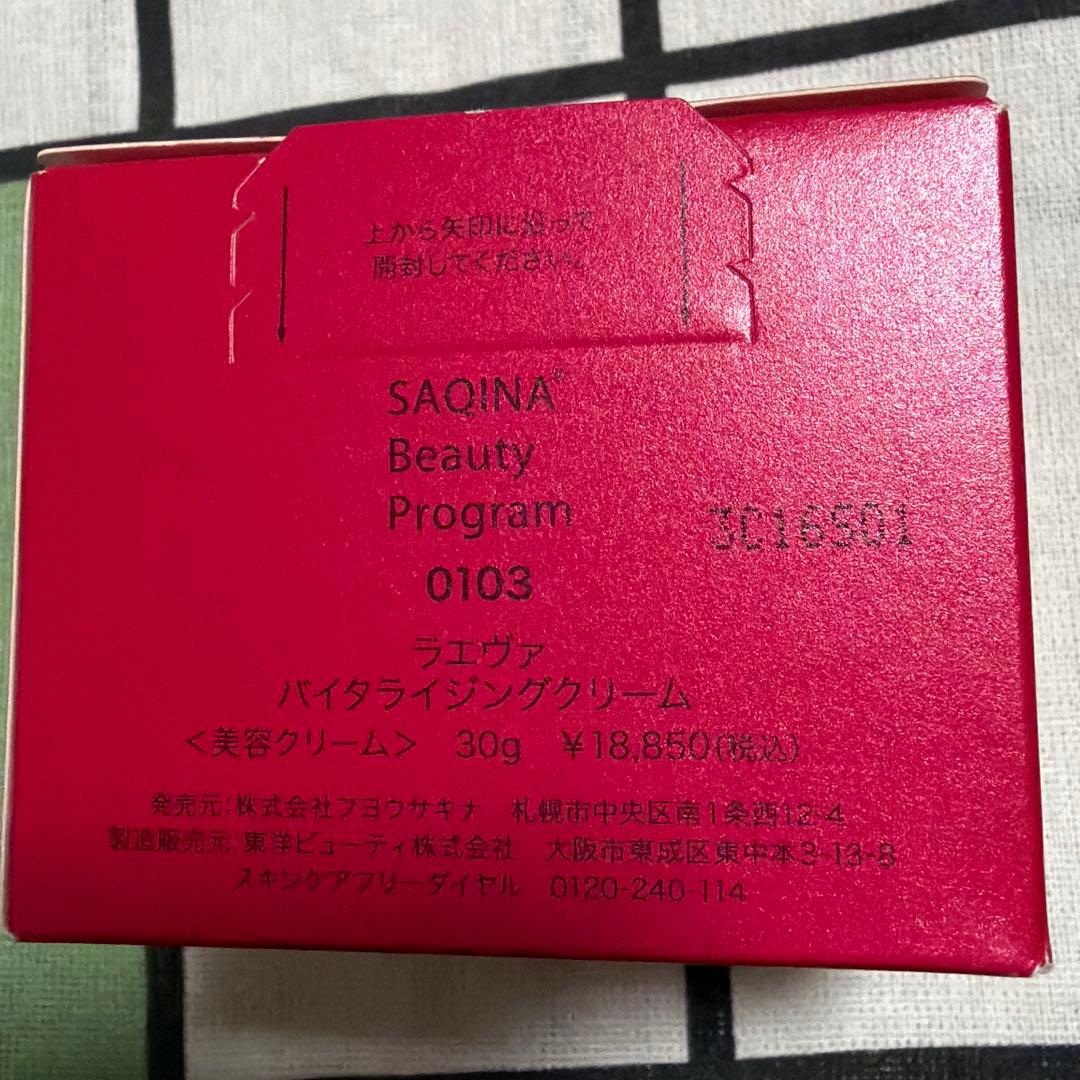 上から矢印に沿って
開封してください。
SAQINA®
Beauty
Program
3C16501
0103
ラエヴァ
バイタライジングクリーム
＜美容クリーム＞ 30g ￥18,850(税込)
発売元:株式会社フヨウサキナ 札幌市中央区南1条西12-4
製造販売元:東洋ビューティ株式会社 大阪市東成区東中本3-13-8
スキンケアフリーダイヤル 0120-240-114